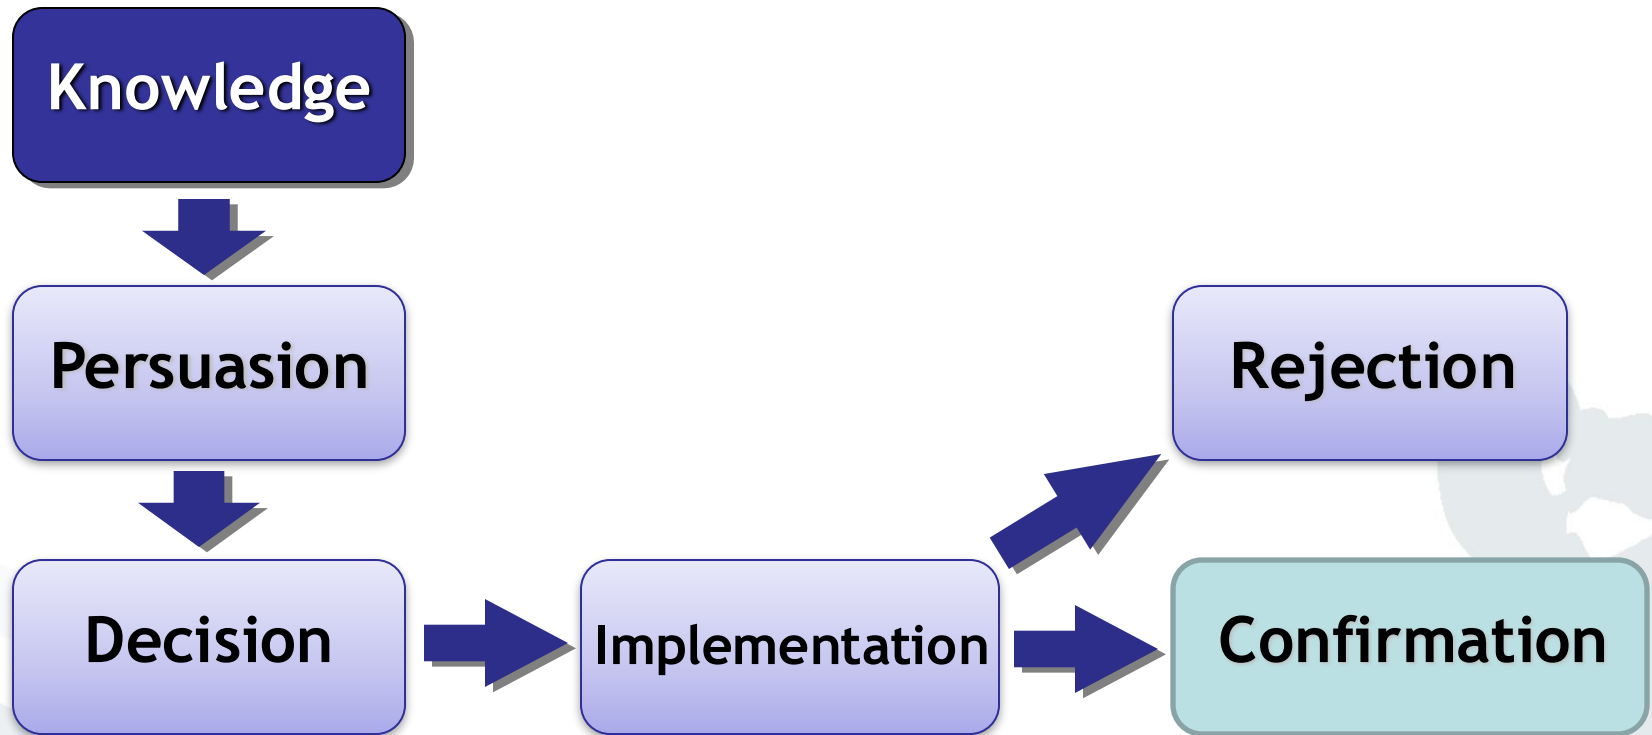 Knowledge
Persuasion
Rejection
Decision
Implementation
Confirmation